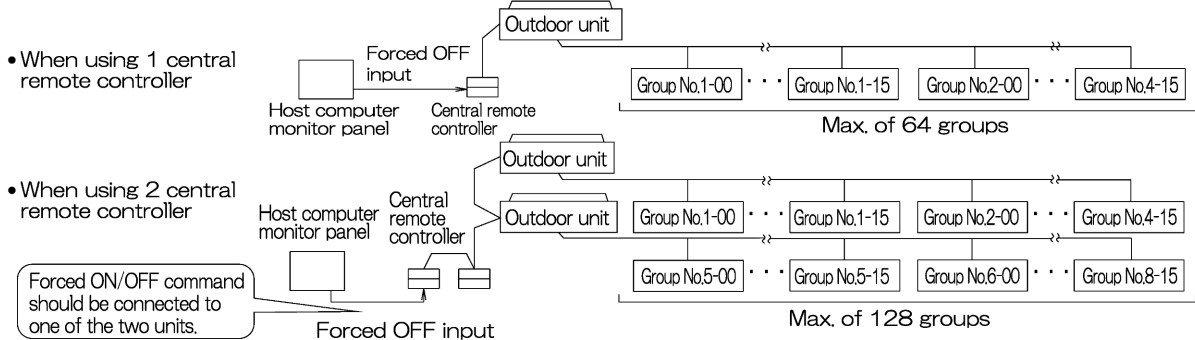 • When using 1 central
remote controller
Forced OFF
input
Host computer
monitor panel
Central remote
controller
Outdoor unit
Group No.1-00 ··· Group No.1-15 Group No.2-00 ··· Group No.4-15
Max. of 64 groups
• When using 2 central
remote controller
Host computer
monitor panel
Central
remote
controller
Outdoor unit
Outdoor unit
Group No.1-00 ··· Group No.1-15 Group No.2-00 ··· Group No.4-15
Group No.5-00 ··· Group No.5-15 Group No.6-00 ··· Group No.8-15
Max. of 128 groups
Forced ON/OFF command
should be connected to
one of the two units.
Forced OFF input